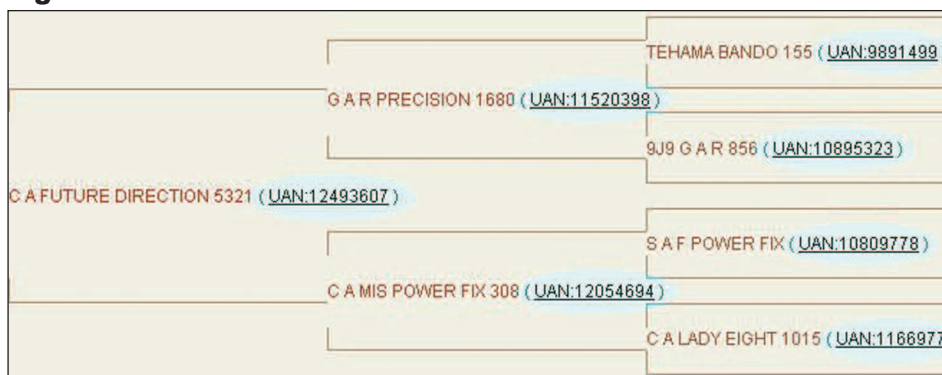 TEHAMA BANDO 155 ( UAN:9891499
G A R PRECISION 1680 ( UAN:11520398 )
9J9 G A R 856 ( UAN:10895323 )
C A FUTURE DIRECTION 5321 ( UAN:12493607 )
S A F POWER FIX ( UAN:10809778 )
C A MIS POWER FIX 308 ( UAN:12054694 )
C A LADY EIGHT 1015 ( UAN:1166977